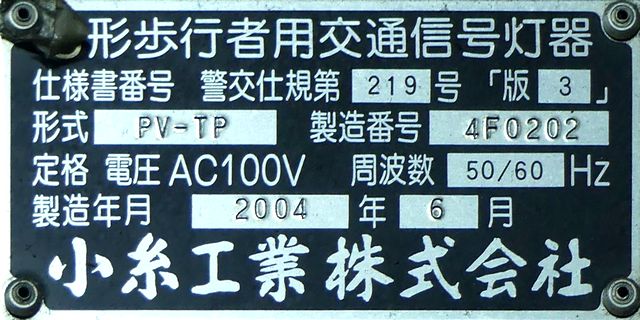 形歩行者用交通信号灯器
仕様書番号 警交仕規第 219 号 「版 3 」
形式 PV-TP 製造番号 4F0202
定格 電圧 AC100V 周波数 50/60 Hz
製造年月 2004 年 6 月
小糸工業株式会社